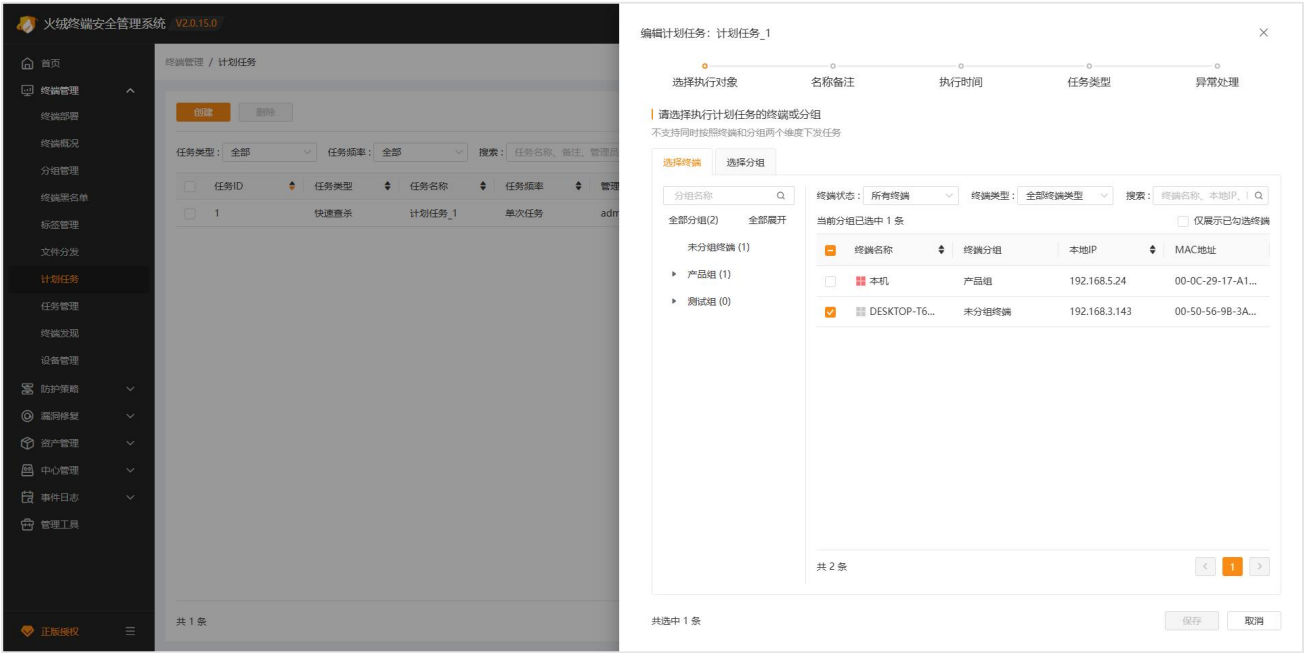 火绒终端安全管理系统 V2.0.15.0
首页
终端管理
终端部署
终端概况
分组管理
终端黑名单
标签管理
文件分发
计划任务
任务管理
终端发现
设备管理
防护策略
漏洞修复
资产管理
中心管理
事件日志
管理工具
正版授权
终端管理 / 计划任务
创建 删除
任务类型: 全部 任务频率: 全部 搜索: 任务名称、备注、管理员
任务ID 任务类型 任务名称 任务频率 管理
1 快速查杀 计划任务_1 单次任务 adm
共 1 条
编辑计划任务: 计划任务_1
选择执行对象 名称备注 执行时间 任务类型 异常处理
请选择执行计划任务的终端或分组
不支持同时按照终端和分组两个维度下发任务
选择终端 选择分组
分组名称
全部分组(2) 全部展开
未分组终端 (1)
产品组 (1)
测试组 (0)
终端状态: 所有终端 终端类型: 全部终端类型 搜索: 终端名称、本地IP、
当前分组已选中 1 条 仅展示已勾选终端
终端名称 终端分组 本地IP MAC地址
本机 产品组 192.168.5.24 00-0C-29-17-A1...
DESKTOP-T6... 未分组终端 192.168.3.143 00-50-56-9B-3A...
共 2 条 1
共选中 1 条 保存 取消